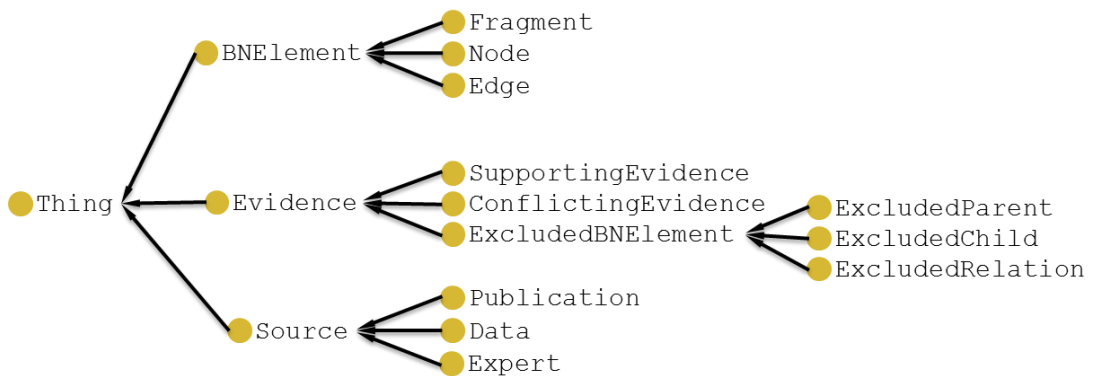 Thing
BNElement
Fragment
Node
Edge
Evidence
SupportingEvidence
ConflictingEvidence
ExcludedBNElement
ExcludedParent
ExcludedChild
ExcludedRelation
Source
Publication
Data
Expert